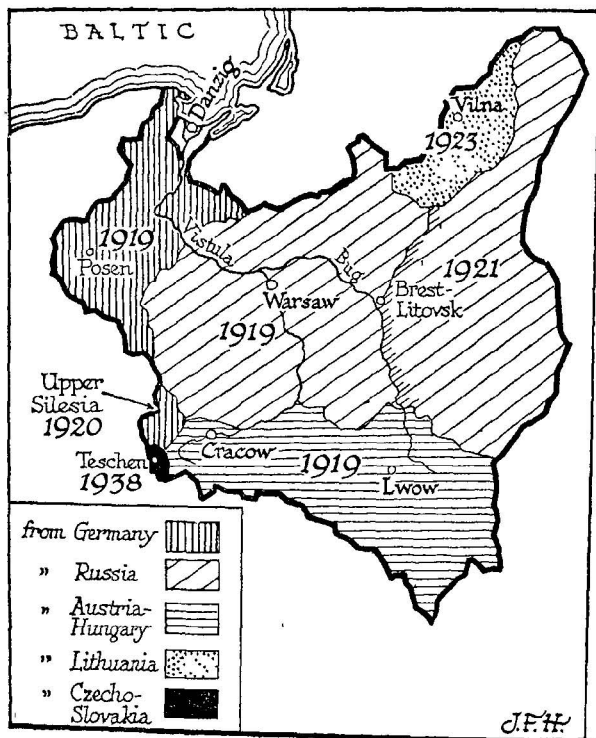 BALTIC
Danzig
Vilna
1923
1919
Posen
Vistula
Bug
1921
Warsaw
Brest-
Litovsk
1919
Upper
Silesia
1920
Cracow
1919
Teschen
1938
Lwow
from Germany
" Russia
" Austria-
Hungary
" Lithuania
" Czecho-
Slovakia
J.F.H.